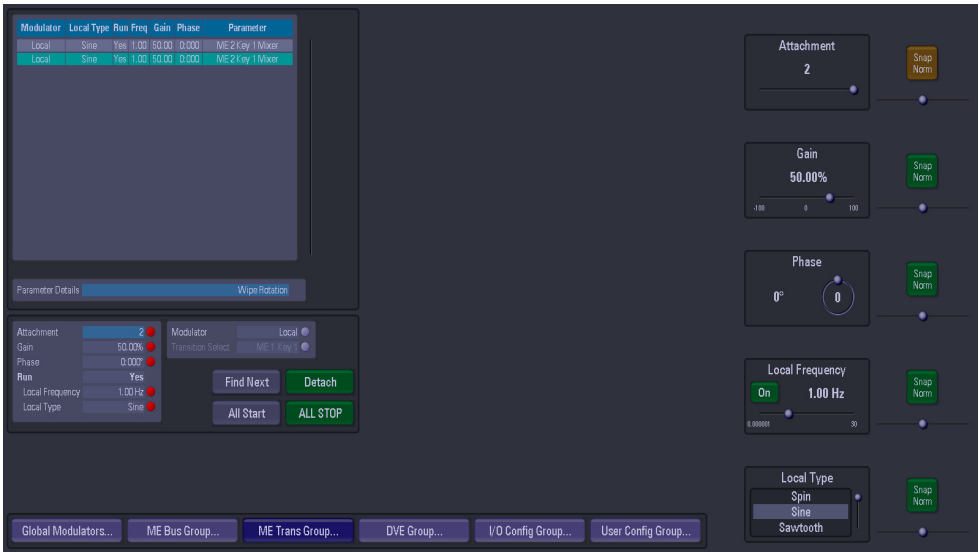 Modulator Local Type Run Freq Gain Phase Parameter
Local Sine Yes 1.00 50.00 0:000 ME 2 Key 1 Mixer
Local Sine Yes 1.00 50.00 0:000 ME 2 Key 1 Mixer
Parameter Details Wipe Rotation
Attachment 2 Modulator Local
Gain 50.00% Transition Select ME 1 Key 1
Phase 0:000°
Run Yes
Local Frequency 1.00 Hz
Local Type Sine
Find Next Detach
All Start ALL STOP
Attachment
2
Snap
Norm
Gain
50.00%
-100 0 100
Snap
Norm
Phase
0° 0
Snap
Norm
Local Frequency
On 1.00 Hz
0.000001 30
Snap
Norm
Local Type
Spin
Sine
Sawtooth
Snap
Norm
Global Modulators... ME Bus Group... ME Trans Group... DVE Group... I/O Config Group... User Config Group...